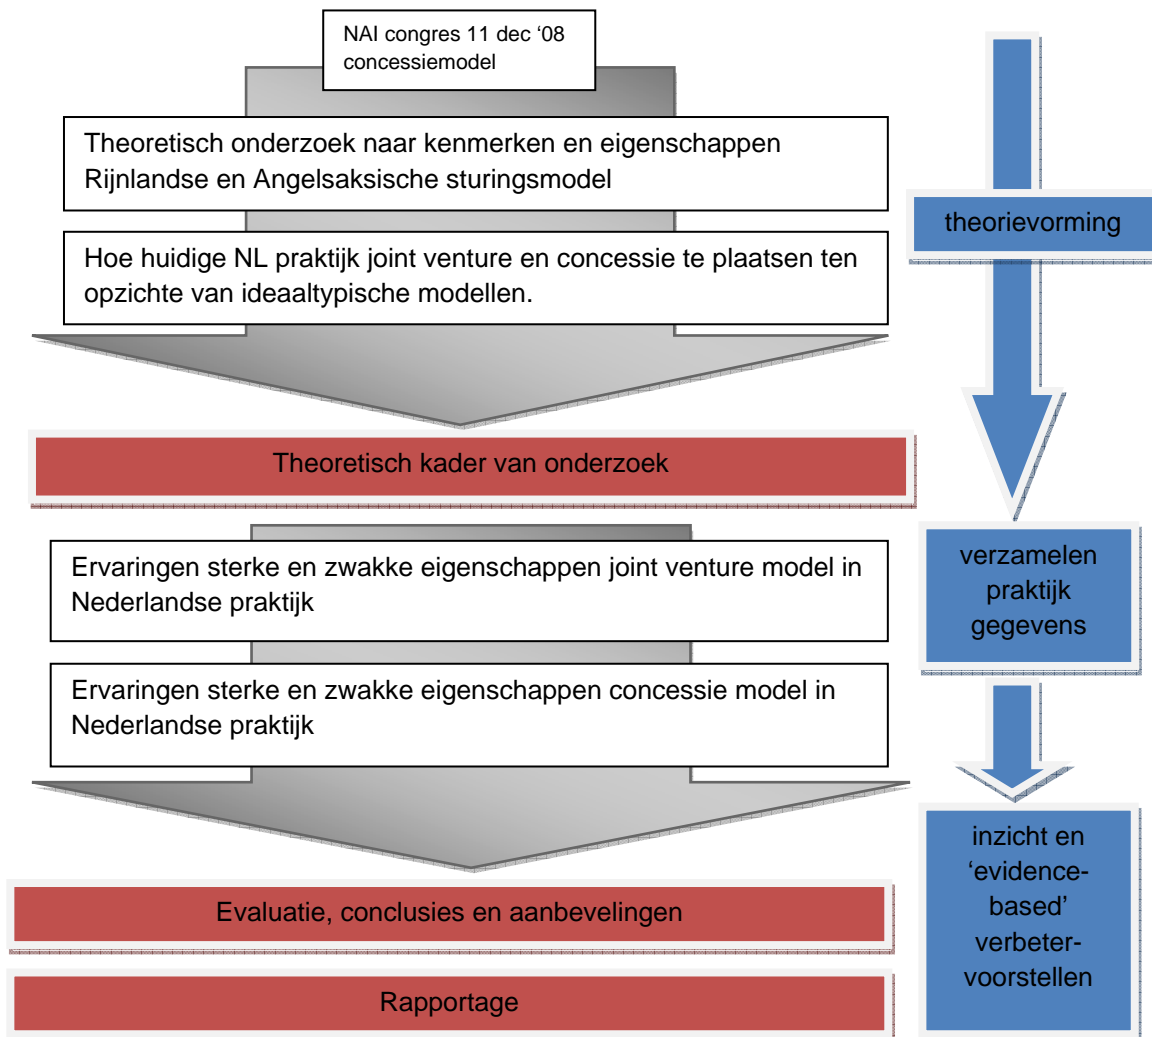 NAI congres 11 dec ‘08
concessiemodel
Theoretisch onderzoek naar kenmerken en eigenschappen
Rijnlandse en Angelsaksische sturingsmodel
Hoe huidige NL praktijk joint venture en concessie te plaatsen ten
opzichte van ideaaltypische modellen.
theorievorming
Theoretisch kader van onderzoek
Ervaringen sterke en zwakke eigenschappen joint venture model in
Nederlandse praktijk
Ervaringen sterke en zwakke eigenschappen concessie model in
Nederlandse praktijk
verzamelen
praktijk
gegevens
Evaluatie, conclusies en aanbevelingen
Rapportage
inzicht en
‘evidence-
based’
verbeter-
voorstellen